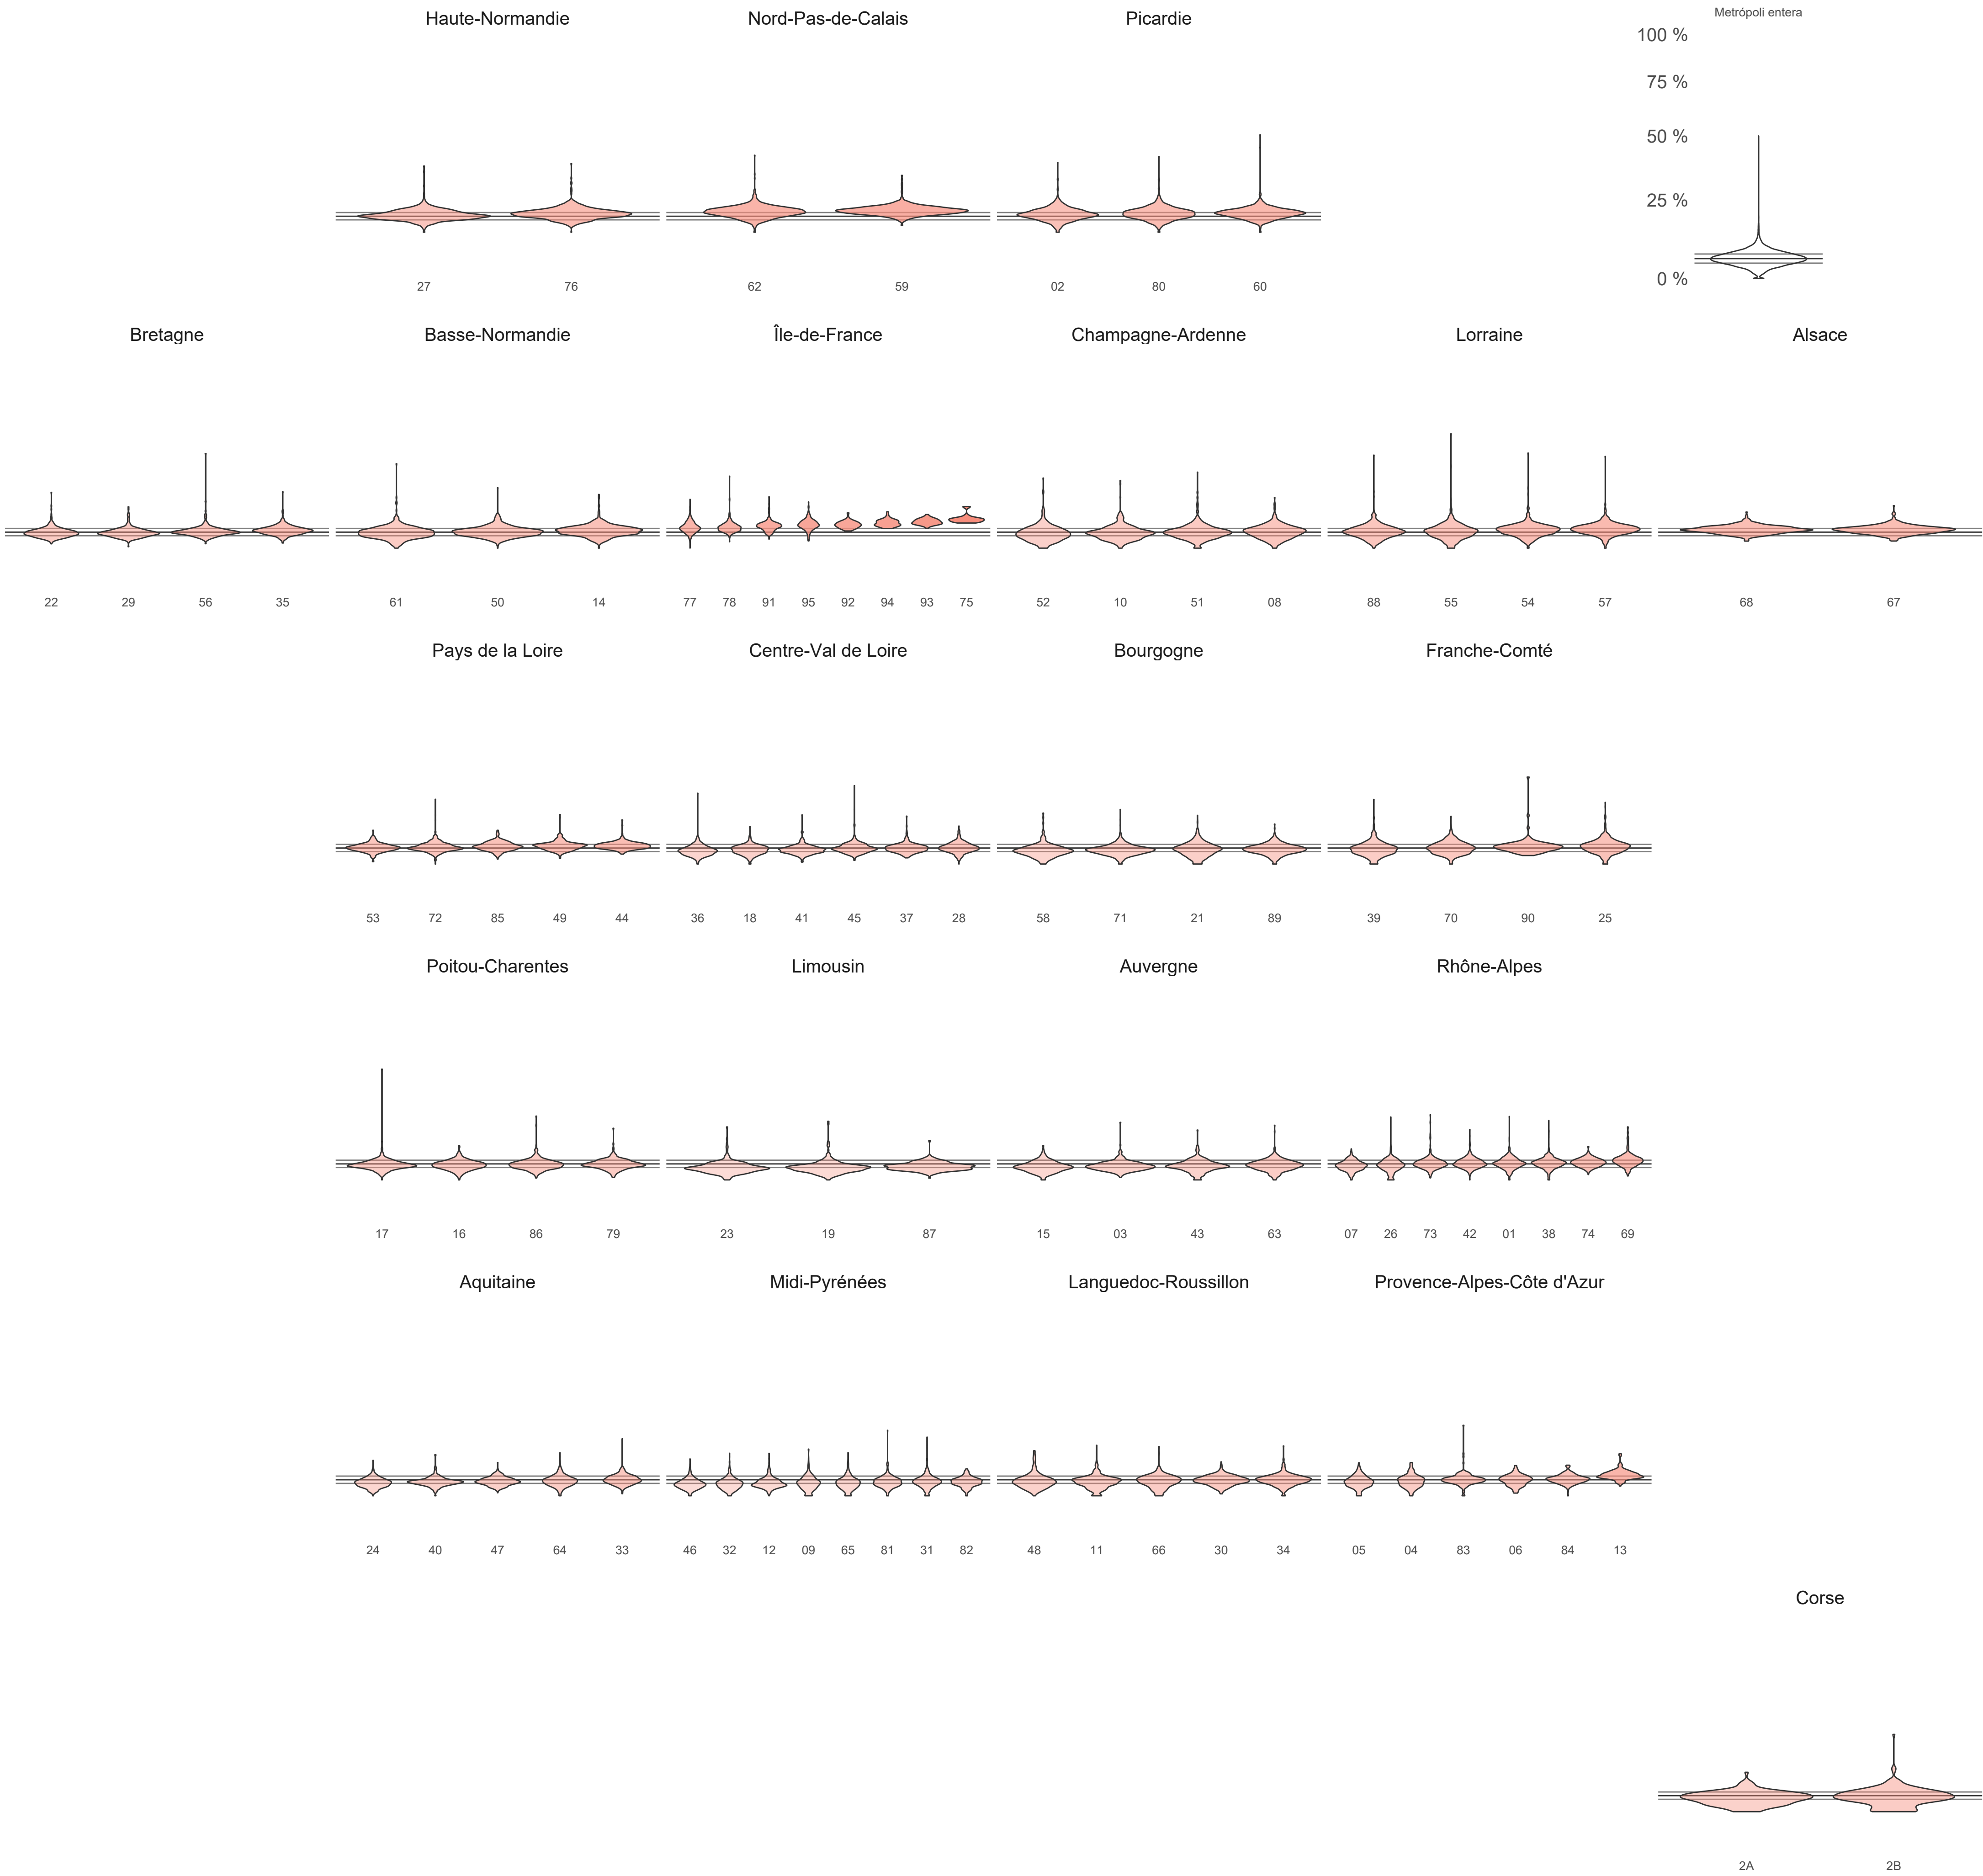 Haute-Normandie Nord-Pas-de-Calais Picardie Metrópoli entera
100 %
75 %
50 %
25 %
0 %
27 76 62 59 02 80 60
Bretagne Basse-Normandie Île-de-France Champagne-Ardenne Lorraine Alsace
22 29 56 35 61 50 14 77 78 91 95 92 94 93 75 52 10 51 08 88 55 54 57 68 67
Pays de la Loire Centre-Val de Loire Bourgogne Franche-Comté
53 72 85 49 44 36 18 41 45 37 28 58 71 21 89 39 70 90 25
Poitou-Charentes Limousin Auvergne Rhône-Alpes
17 16 86 79 23 19 87 15 03 43 63 07 26 73 42 01 38 74 69
Aquitaine Midi-Pyrénées Languedoc-Roussillon Provence-Alpes-Côte d'Azur
24 40 47 64 33 46 32 12 09 65 81 31 82 48 11 66 30 34 05 04 83 06 84 13
Corse
2A 2B